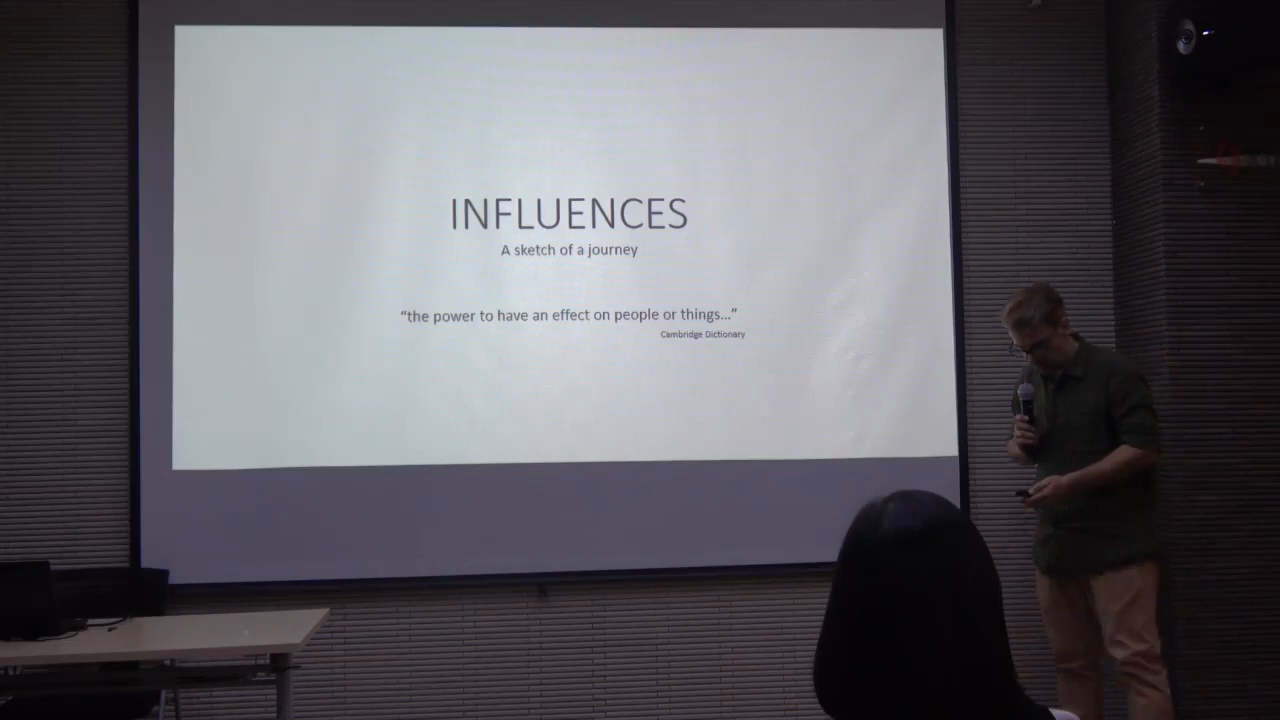 INFLUENCES
A sketch of a journey
“the power to have an effect on people or things...”
Cambridge Dictionary